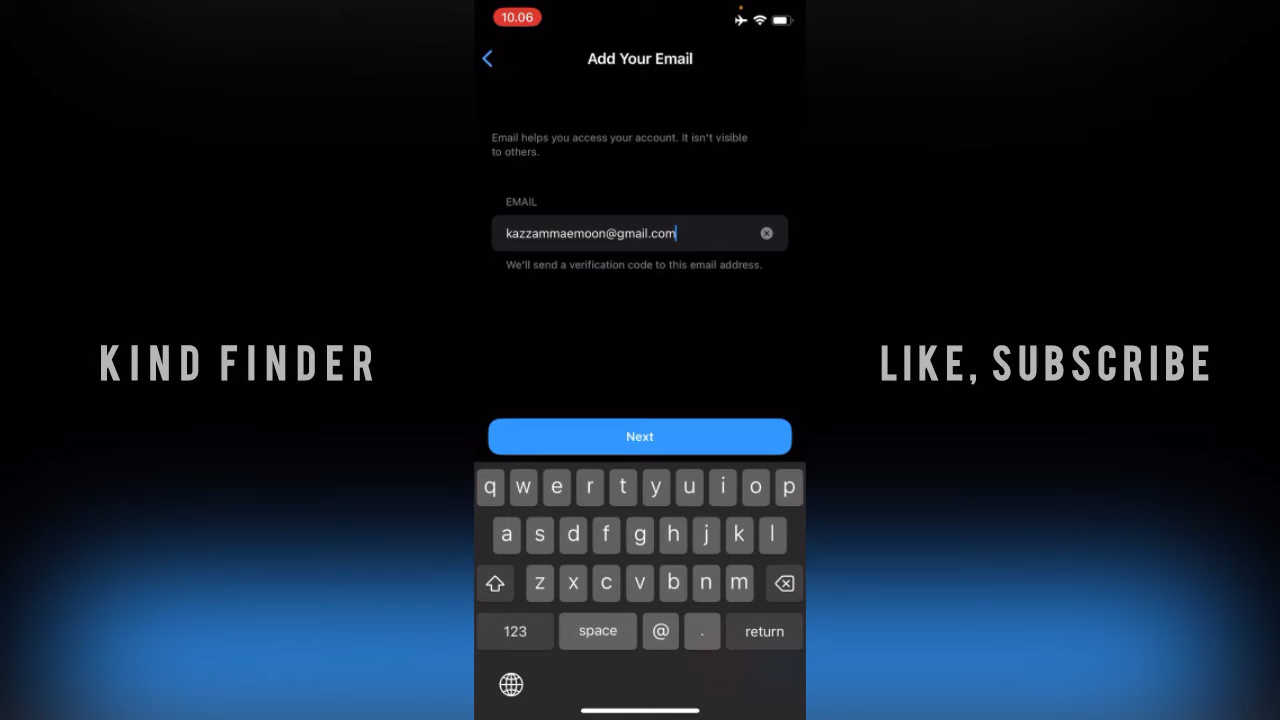 10.06
Add Your Email
Email helps you access your account. It isn't visible
to others.
EMAIL
kazzammaemoon@gmail.com
We'll send a verification code to this email address.
KIND FINDER
LIKE, SUBSCRIBE
Next
q w e r t y u i o p
a s d f g h j k l
z x c v b n m
123 space @ . return